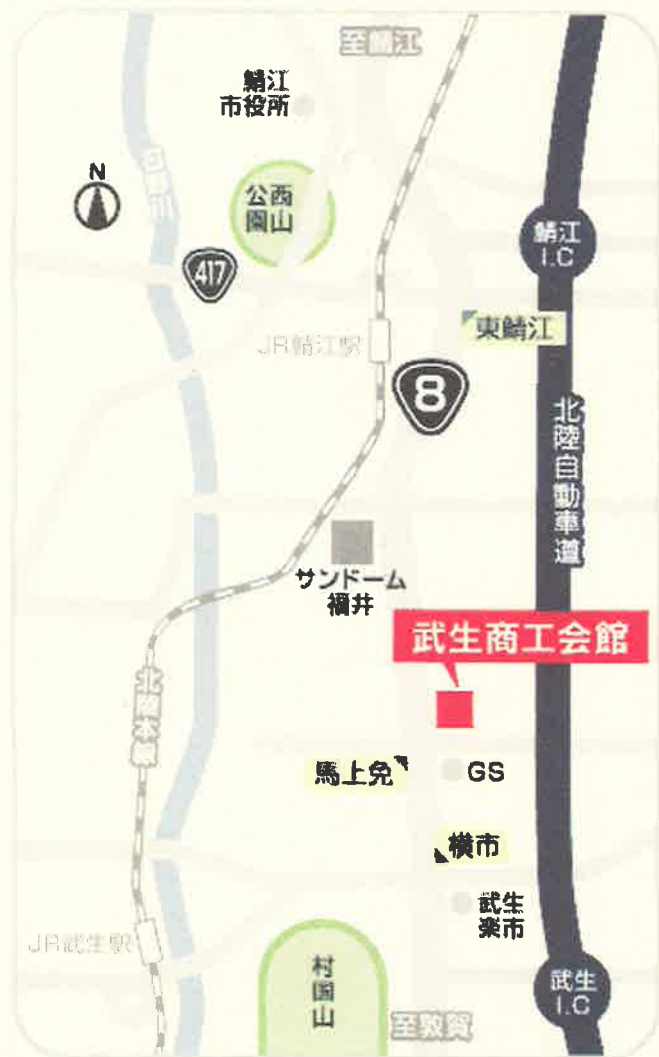 至鯖江
鯖江
市役所
N
日野川
西山
公園
417
鯖江
I.C
JR鯖江駅
東鯖江
8
北陸自動車道
サンドーム
福井
武生商工会館
北陸本線
馬上免
GS
横市
武生
楽市
JR武生駅
村国山
至敦賀
武生
I.C